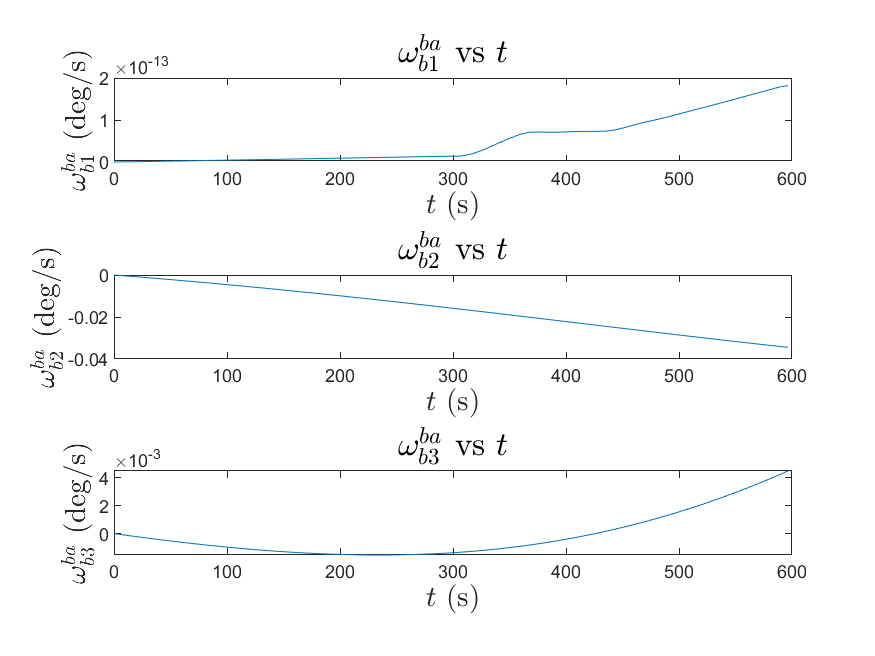 ω_{b1}^{ba} vs t
×10^{-13}
ω_{b1}^{ba} (deg/s)
2
1
0
0 100 200 300 400 500 600
t (s)
ω_{b2}^{ba} vs t
ω_{b2}^{ba} (deg/s)
0
-0.02
-0.04
0 100 200 300 400 500 600
t (s)
ω_{b3}^{ba} vs t
×10^{-3}
ω_{b3}^{ba} (deg/s)
4
2
0
0 100 200 300 400 500 600
t (s)